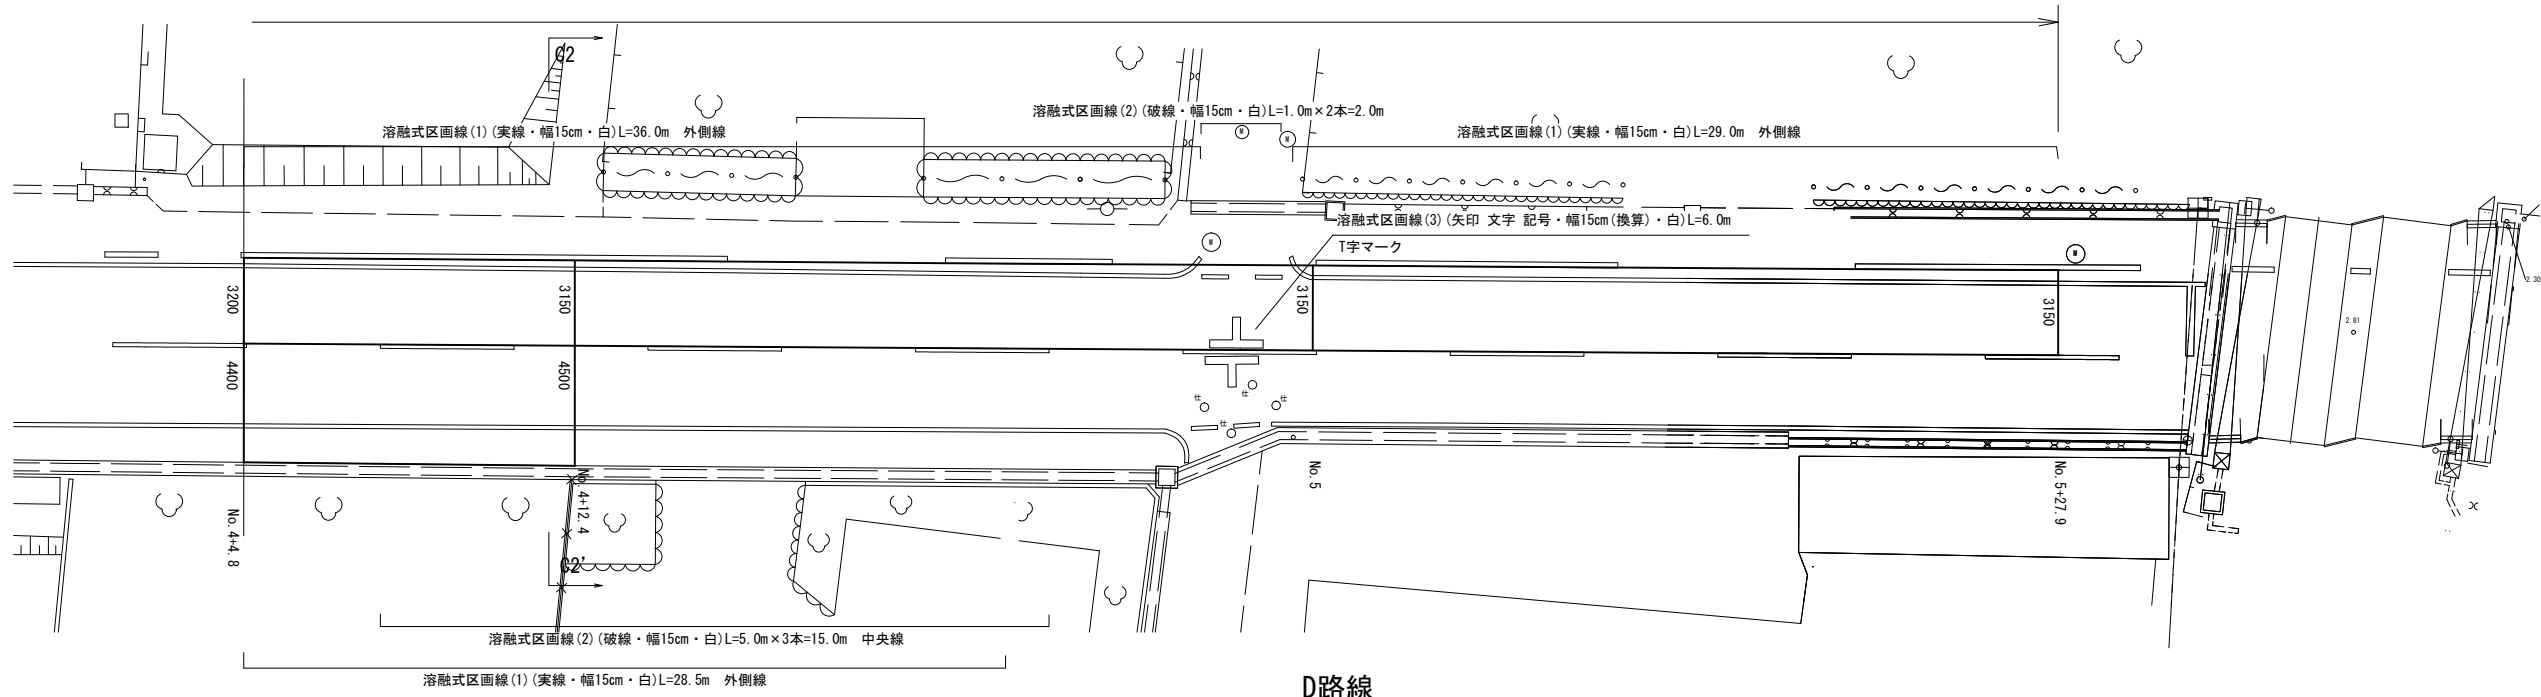 C2
溶融式区画線(2)(破線・幅15cm・白)L=1.0m×2本=2.0m
溶融式区画線(1)(実線・幅15cm・白)L=36.0m 外側線
溶融式区画線(1)(実線・幅15cm・白)L=29.0m 外側線
M
M
溶融式区画線(3)(矢印 文字 記号・幅15cm(換算)・白)L=6.0m
T字マーク
M
M
2.30
3200
3150
3150
3150
2.81
4400
4500
仕
仕
仕
仕
No.4+4.8
No.4+12.4
No.5
No.5+27.9
C2'
溶融式区画線(2)(破線・幅15cm・白)L=5.0m×3本=15.0m 中央線
溶融式区画線(1)(実線・幅15cm・白)L=28.5m 外側線
D路線